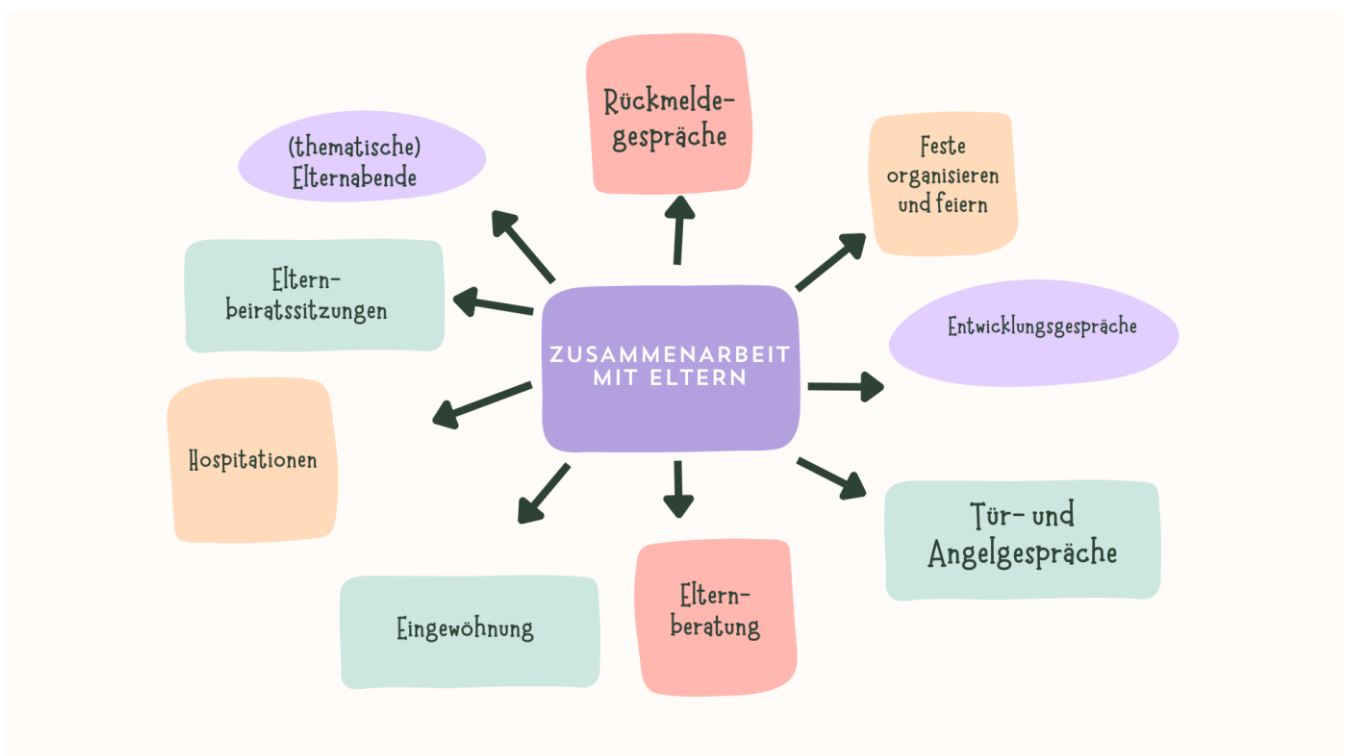 Rückmelde-
gespräche
(thematische)
Elternabende
Feste
organisieren
und feiern
Eltern-
beiratssitzungen
Entwicklungsgespräche
ZUSAMMENARBEIT
MIT ELTERN
Hospitationen
Tür- und
Angelgespräche
Eingewöhnung
Eltern-
beratung